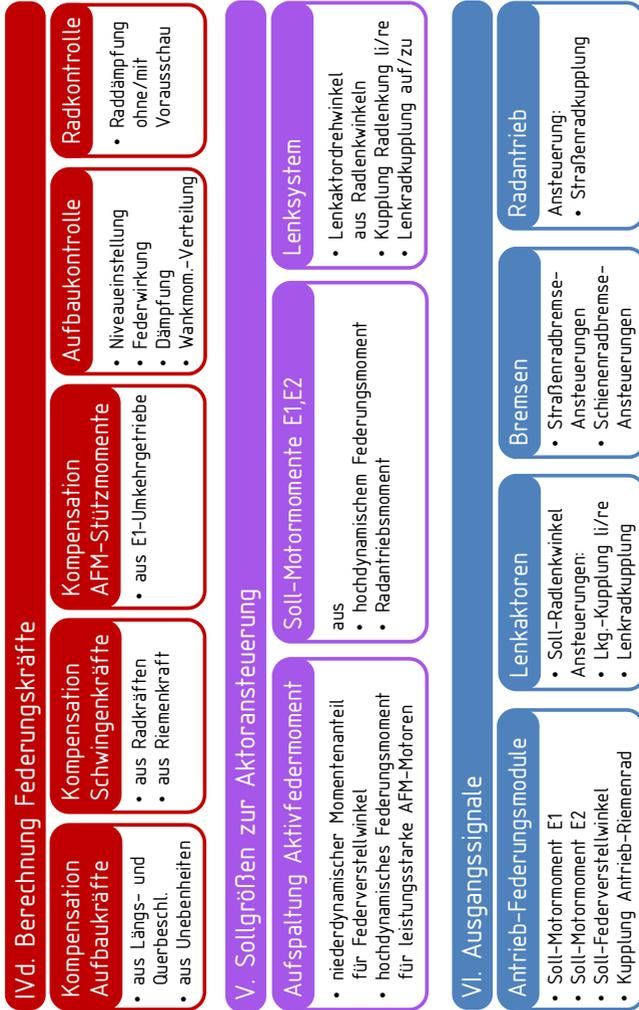 IVd. Berechnung Federungskräfte
Kompensation
Aufbaukräfte
• aus Längs- und
Querbeschl.
• aus Unebenheiten
Kompensation
Schwingenkräfte
• aus Radkräften
• aus Riemenkraft
Kompensation
AFM-Stützmomente
• aus E1-Umkehrgetriebe
Aufbaukontrolle
• Niveaueinstellung
• Federwirkung
• Dämpfung
• Wankmom.-Verteilung
Radkontrolle
• Raddämpfung
ohne/mit
Vorausschau
V. Sollgrößen zur Aktoransteuerung
Aufspaltung Aktivfedermoment
• niederdynamischer Momentenanteil
für Federverstellwinkel
• hochdynamisches Federungsmoment
für leistungsstarke AFM-Motoren
Soll-Motormomente E1,E2
aus
• hochdynamischem Federungsmoment
• Radantriebsmoment
Lenksystem
• Lenkaktordrehwinkel
aus Radlenkwinkeln
• Kupplung Radlenkung li/re
• Lenkradkupplung auf/zu
VI. Ausgangssignale
Antrieb-Federungsmodule
• Soll-Motormoment E1
• Soll-Motormoment E2
• Soll-Federverstellwinkel
• Kupplung Antrieb-Riemenrad
Lenkaktoren
• Soll-Radlenkwinkel
Ansteuerungen:
• Lkg.-Kupplung li/re
• Lenkradkupplung
Bremsen
• Straßenradbremse-
Ansteuerungen
• Schienenradbremse-
Ansteuerungen
Radantrieb
Ansteuerung:
• Straßenradkupplung